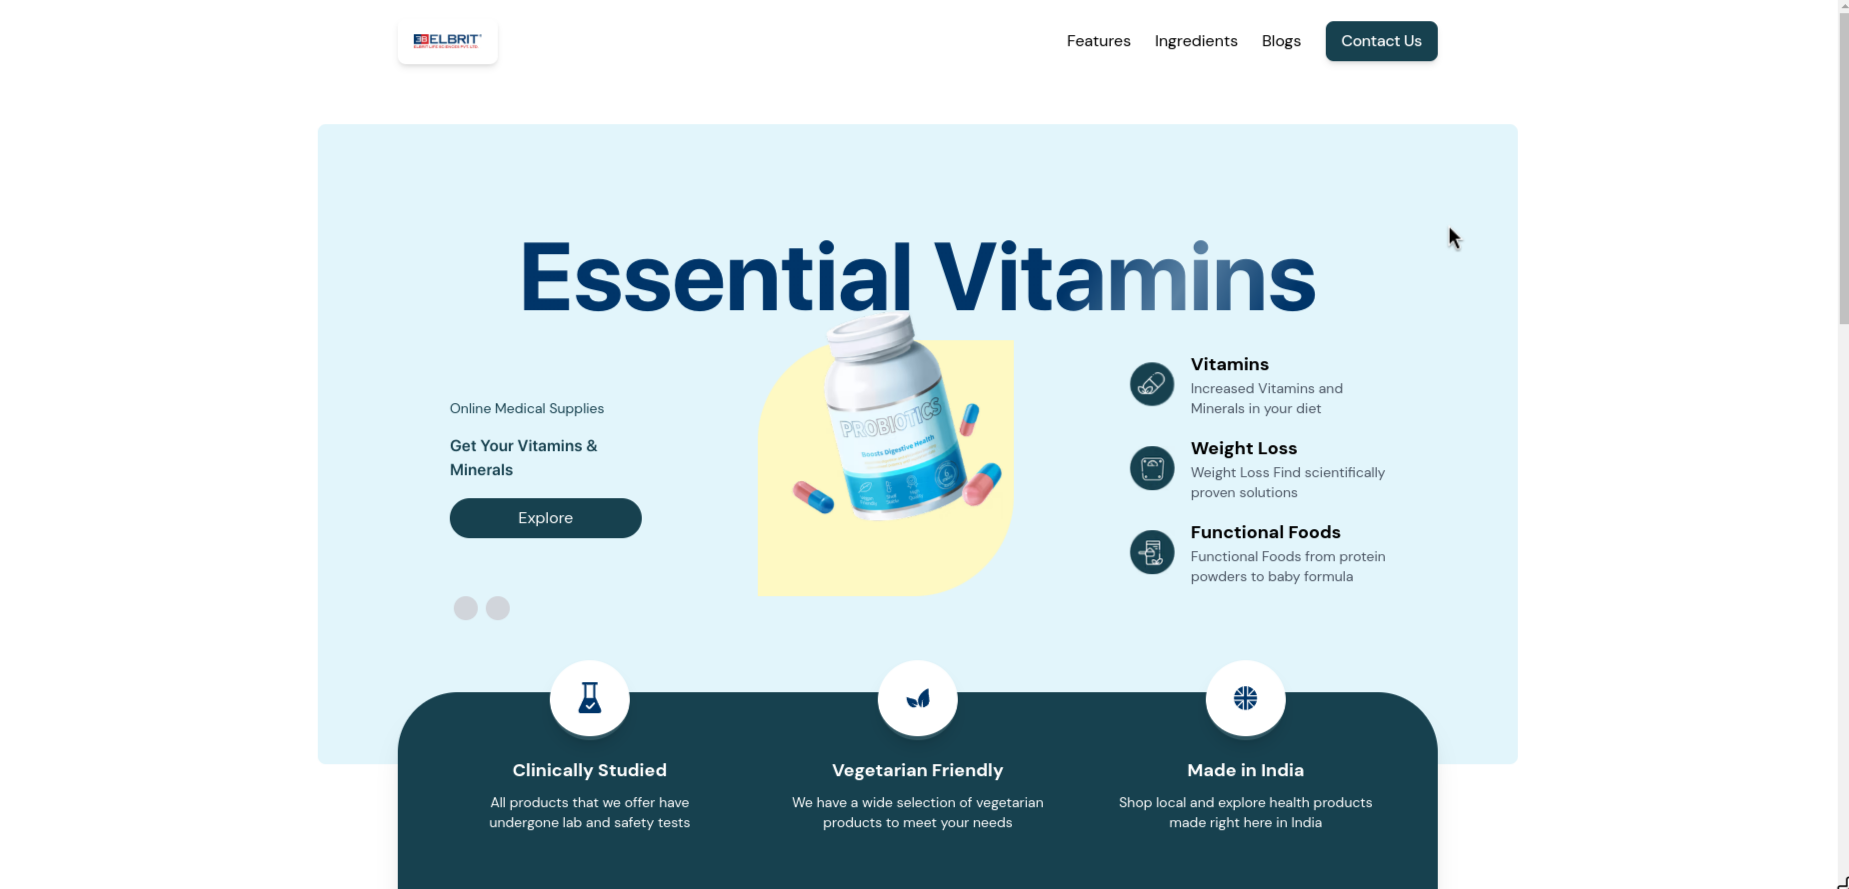 ELBRIT
ELBRIT LIFE SCIENCES PVT. LTD.
Features
Ingredients
Blogs
Contact Us
Essential Vitamins
Online Medical Supplies
Get Your Vitamins &
Minerals
Explore
PROBIOTICS
Boosts Digestive Health
Vitamins
Increased Vitamins and
Minerals in your diet
Weight Loss
Weight Loss Find scientifically
proven solutions
Functional Foods
Functional Foods from protein
powders to baby formula
Clinically Studied
All products that we offer have
undergone lab and safety tests
Vegetarian Friendly
We have a wide selection of vegetarian
products to meet your needs
Made in India
Shop local and explore health products
made right here in India